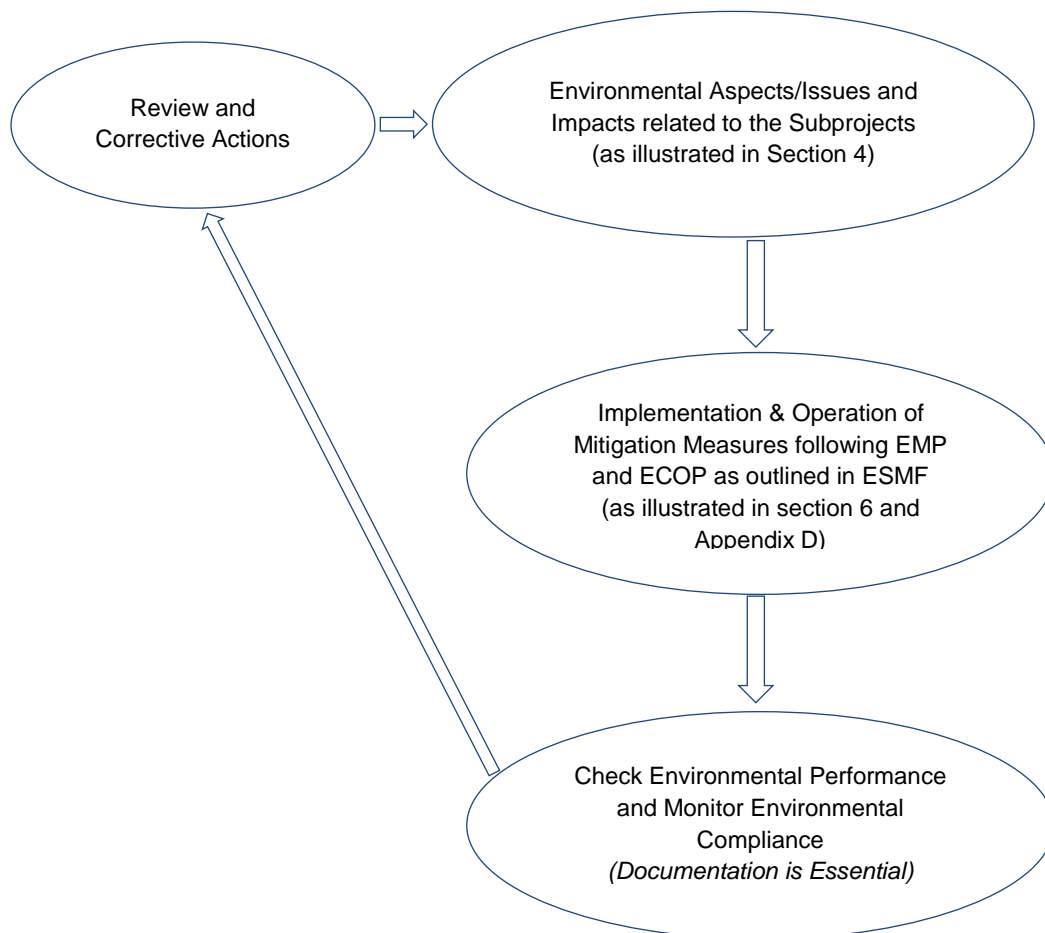 Review and
Corrective Actions
Environmental Aspects/Issues and
Impacts related to the Subprojects
(as illustrated in Section 4)
Implementation & Operation of
Mitigation Measures following EMP
and ECOP as outlined in ESMF
(as illustrated in section 6 and
Appendix D)
Check Environmental Performance
and Monitor Environmental
Compliance
(Documentation is Essential)